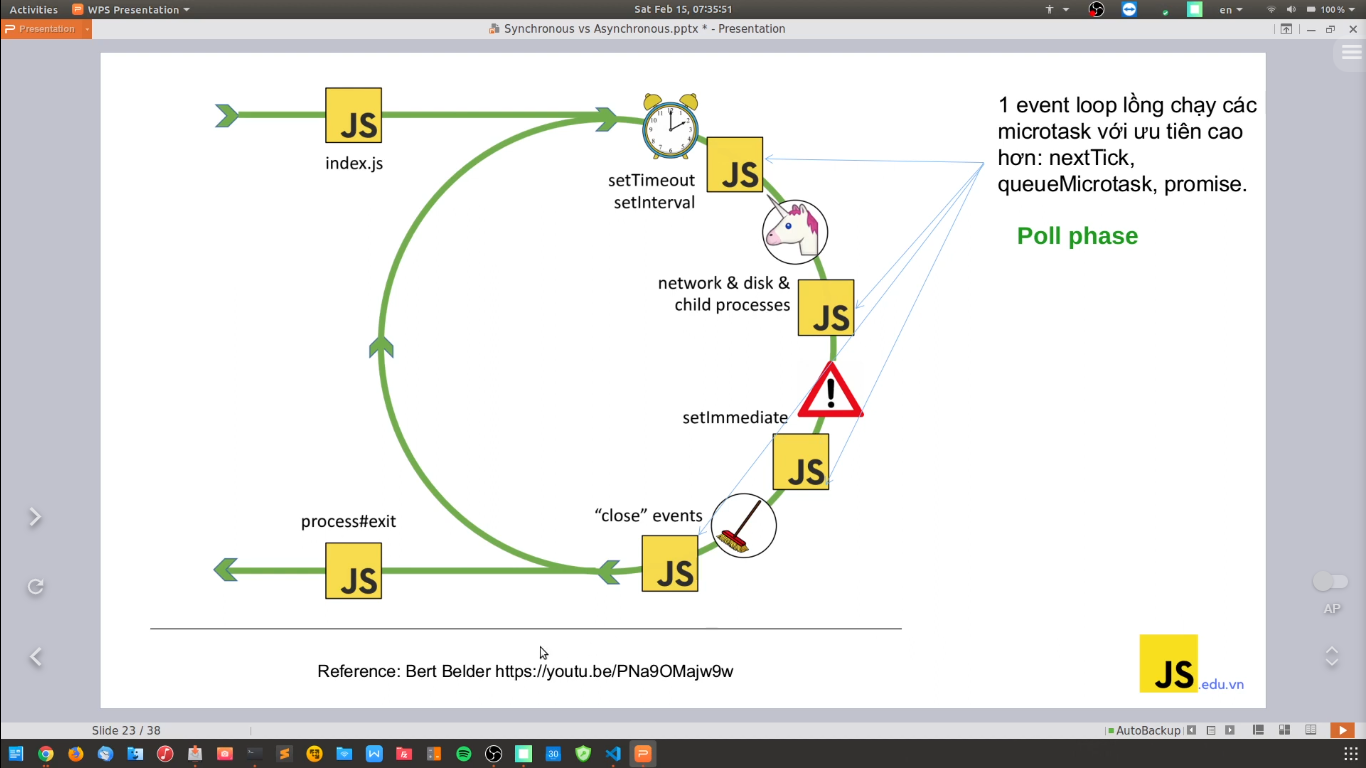 Activities
WPS Presentation
Sat Feb 15, 07:35:51
en
100 %
Presentation
Synchronous vs Asynchronous.pptx * - Presentation
JS
index.js
setTimeout
setInterval
JS
network & disk &
child processes
JS
setImmediate
JS
“close” events
JS
process#exit
JS
1 event loop lồng chạy các
microtask với ưu tiên cao
hơn: nextTick,
queueMicrotask, promise.
Poll phase
Reference: Bert Belder https://youtu.be/PNa9OMajw9w
JS.edu.vn
AP
Slide 23 / 38
AutoBackup
30